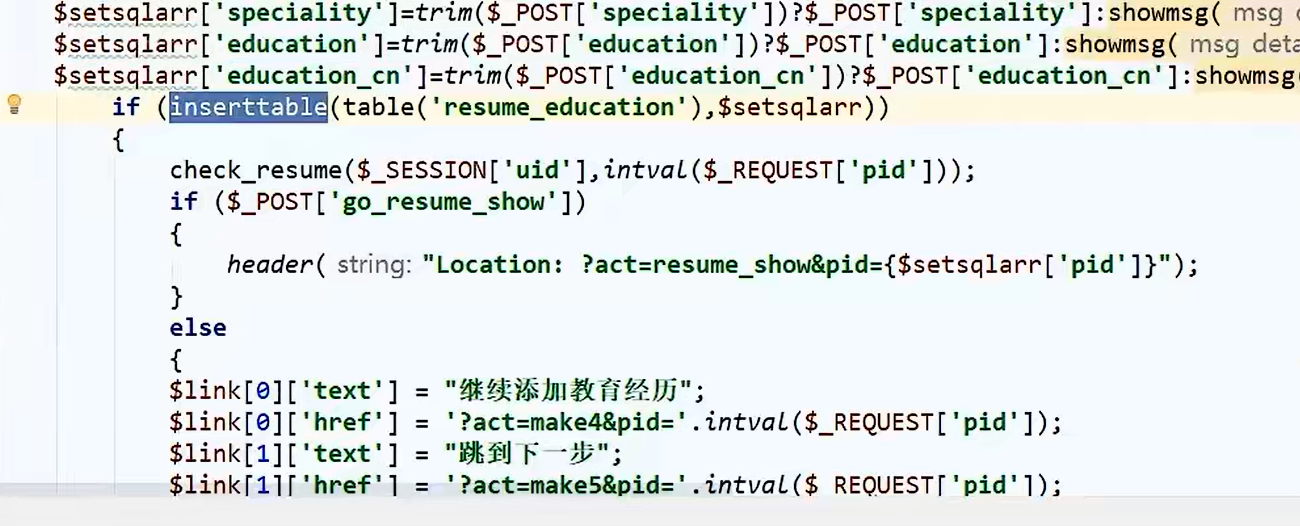 $setsqlarr['speciality']=trim($_POST['speciality'])?$_POST['speciality']:showmsg( msg
$setsqlarr['education']=trim($_POST['education'])?$_POST['education']:showmsg( msg deta
$setsqlarr['education_cn']=trim($_POST['education_cn'])?$_POST['education_cn']:showmsg(
if (inserttable(table('resume_education'),$setsqlarr))
{
check_resume($_SESSION['uid'],intval($_REQUEST['pid']));
if ($_POST['go_resume_show'])
{
header( string: "Location: ?act=resume_show&pid={$setsqlarr['pid']}");
}
else
{
$link[0]['text'] = "继续添加教育经历";
$link[0]['href'] = '?act=make4&pid='.intval($_REQUEST['pid']);
$link[1]['text'] = "跳到下一步";
$link[1]['href'] = '?act=make5&pid='.intval($_REQUEST['pid']);